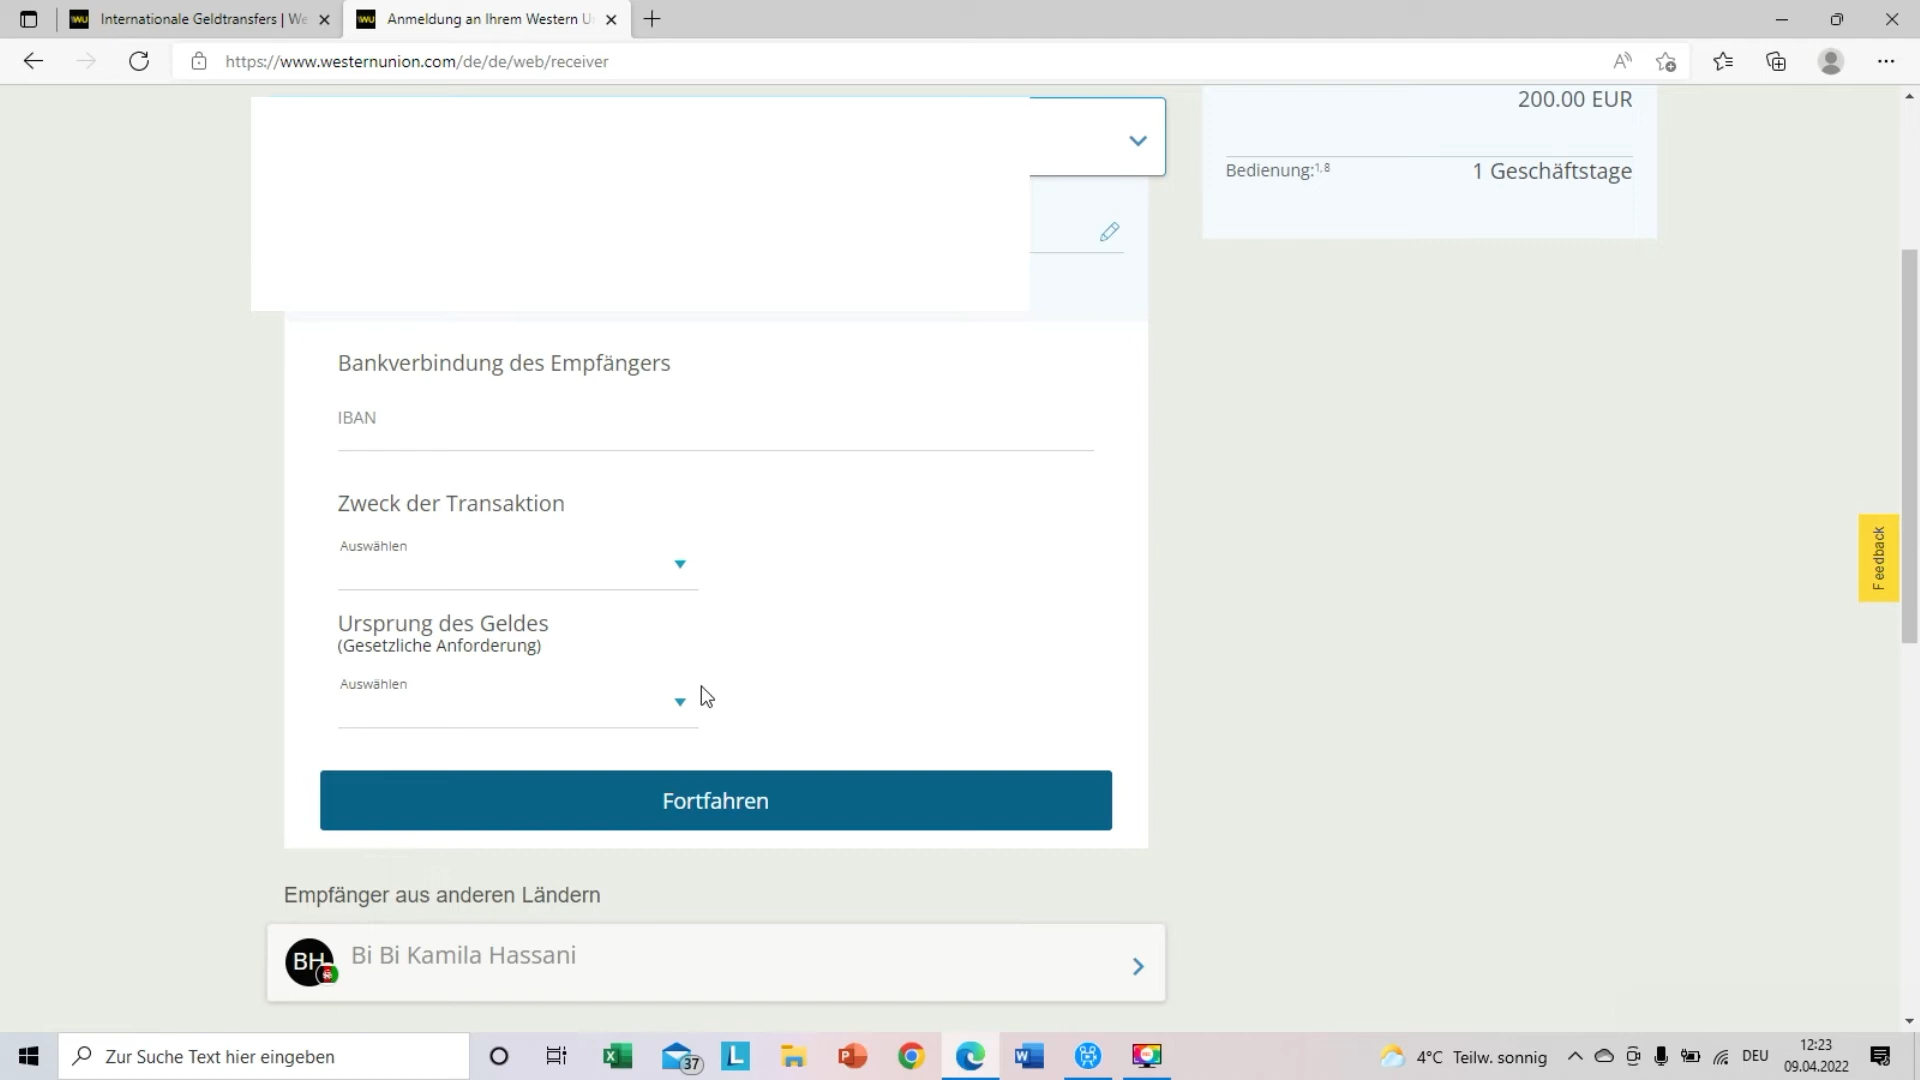 Internationale Geldtransfers | We
Anmeldung an Ihrem Western U
https://www.westernunion.com/de/de/web/receiver
200.00 EUR
Bedienung:1,8
1 Geschäftstage
Bankverbindung des Empfängers
IBAN
Zweck der Transaktion
Auswählen
Ursprung des Geldes
(Gesetzliche Anforderung)
Auswählen
Fortfahren
Feedback
Empfänger aus anderen Ländern
BH
Bi Bi Kamila Hassani
Zur Suche Text hier eingeben
37
4°C Teilw. sonnig
DEU
12:23
09.04.2022